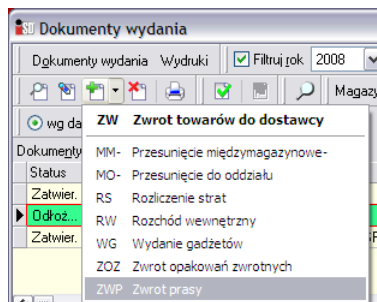 Dokumenty wydania
Dokumenty wydania Wydruki Filtruj rok 2008
Magazy
wg da
ZW Zwrot towarów do dostawcy
Dokumenty
MM- Przesunięcie międzymagazynowe-
Status
MO- Przesunięcie do oddziału
Zatwier.
RS Rozliczenie strat
Odłoż...
RW Rozchód wewnętrzny
Zatwier.
WG Wydanie gadżetów
ZOZ Zwrot opakowań zwrotnych
ZWP Zwrot prasy